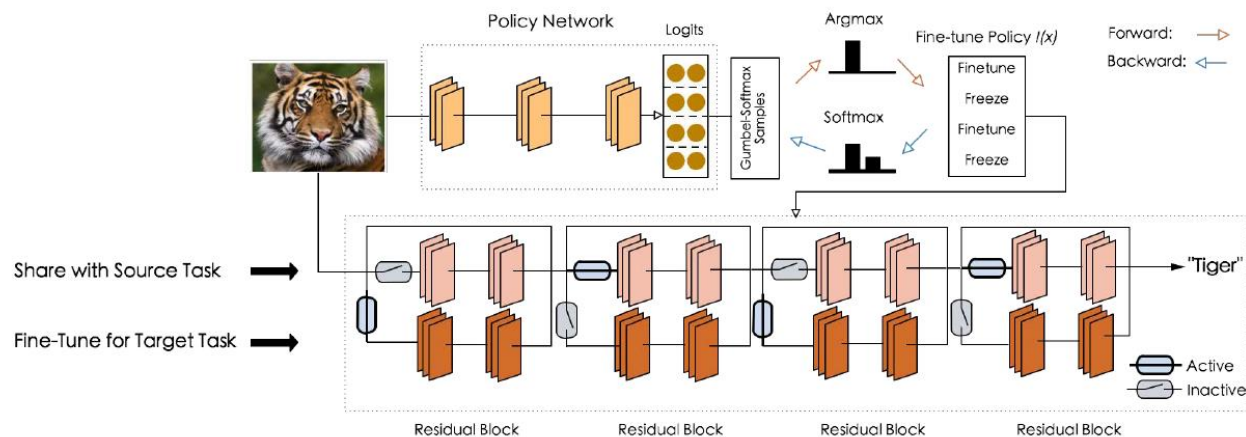 Policy Network
Logits
Gumbel-Softmax
Samples
Argmax
Softmax
Fine-tune Policy I(x)
Finetune
Freeze
Finetune
Freeze
Forward:
Backward:
Share with Source Task
Fine-Tune for Target Task
"Tiger"
Active
Inactive
Residual Block
Residual Block
Residual Block
Residual Block